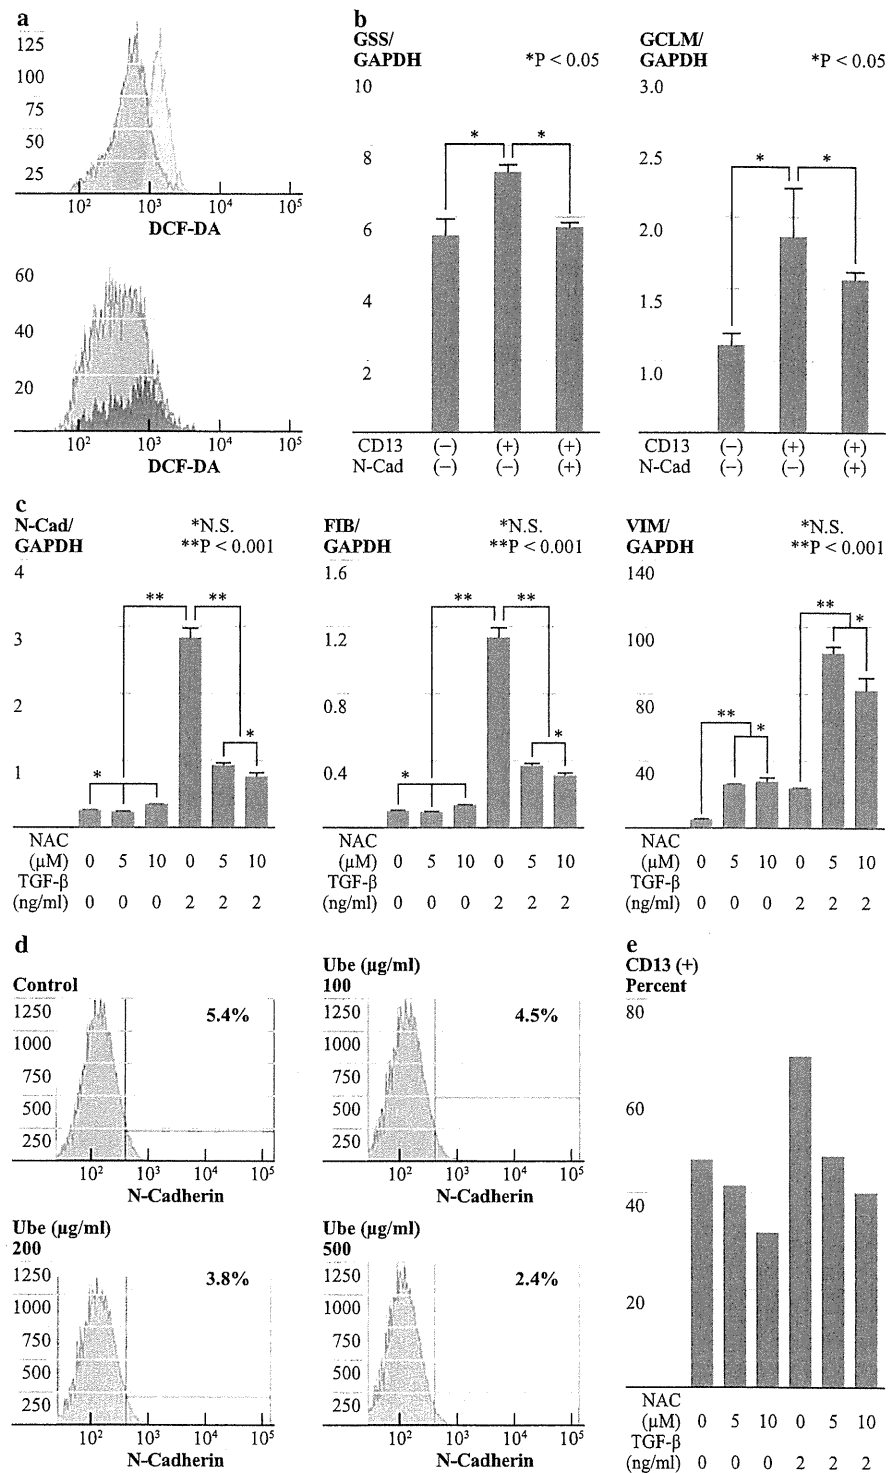 a
125
100
75
50
25
10² 10³ 10⁴ 10⁵
DCF-DA
60
40
20
10² 10³ 10⁴ 10⁵
DCF-DA
b
GSS/
GAPDH *P < 0.05
10
8
6
4
2
* *
CD13 (−) (+) (+)
N-Cad (−) (−) (+)
GCLM/
GAPDH *P < 0.05
3.0
2.5
2.0
1.5
1.0
* *
(−) (+) (+)
(−) (−) (+)
c
N-Cad/ *N.S.
GAPDH **P < 0.001
4
3
2
1
** **
* *
NAC
(μM) 0 5 10 0 5 10
TGF-β
(ng/ml) 0 0 0 2 2 2
FIB/ *N.S.
GAPDH **P < 0.001
1.6
1.2
0.8
0.4
** **
* *
0 5 10 0 5 10
0 0 0 2 2 2
VIM/ *N.S.
GAPDH **P < 0.001
140
100
80
40
** *
** *
NAC
(μM) 0 5 10 0 5 10
TGF-β
(ng/ml) 0 0 0 2 2 2
d
Control
1250
1000
750
500
250
5.4%
10² 10³ 10⁴ 10⁵
N-Cadherin
Ube (μg/ml)
100
1250
1000
750
500
250
4.5%
10² 10³ 10⁴ 10⁵
N-Cadherin
Ube (μg/ml)
200
1250
1000
750
500
250
3.8%
10² 10³ 10⁴ 10⁵
N-Cadherin
Ube (μg/ml)
500
1250
1000
750
500
250
2.4%
10² 10³ 10⁴ 10⁵
N-Cadherin
e
CD13 (+)
Percent
80
60
40
20
NAC
(μM) 0 5 10 0 5 10
TGF-β
(ng/ml) 0 0 0 2 2 2